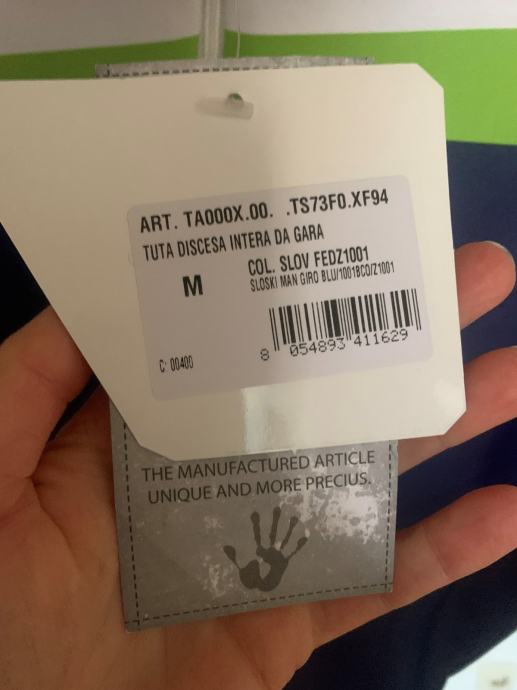 ART. TA000X.00. .TS73F0.XF94
TUTA DISCESA INTERA DA GARA
M
COL. SLOV FEDZ1001
SLOSKI MAN GIRO BLU/1001BCO/Z1001
C' 00400
8 054893 411629
THE MANUFACTURED ARTICLE
UNIQUE AND MORE PRECIUS.